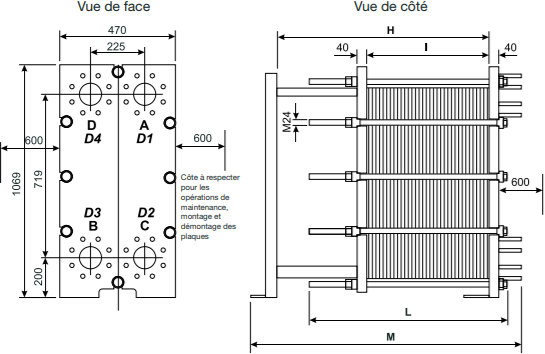 Vue de face
Vue de côté
470
225
H
40
I
40
D
A
D4
D1
600
600
M24
Côte à respecter
pour les
opérations de
maintenance,
montage et
démontage des
plaques
1069
719
600
D3
D2
B
C
200
L
M